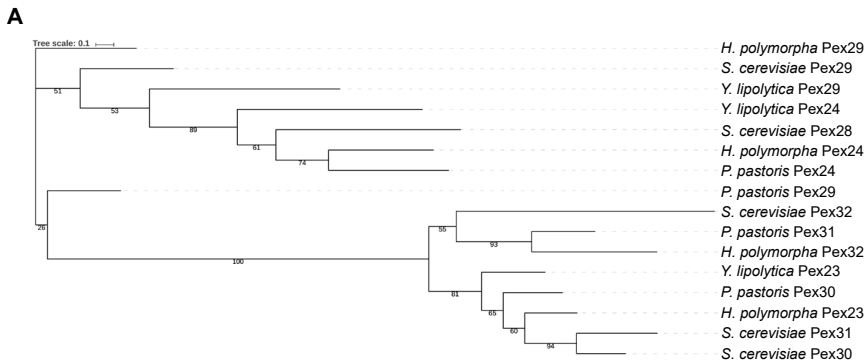 A
Tree scale: 0.1
H. polymorpha Pex29
S. cerevisiae Pex29
51
Y. lipolytica Pex29
53
Y. lipolytica Pex24
89
S. cerevisiae Pex28
61
H. polymorpha Pex24
74
P. pastoris Pex24
P. pastoris Pex29
S. cerevisiae Pex32
26
55
P. pastoris Pex31
93
H. polymorpha Pex32
100
Y. lipolytica Pex23
81
P. pastoris Pex30
65
H. polymorpha Pex23
60
S. cerevisiae Pex31
94
S. cerevisiae Pex30